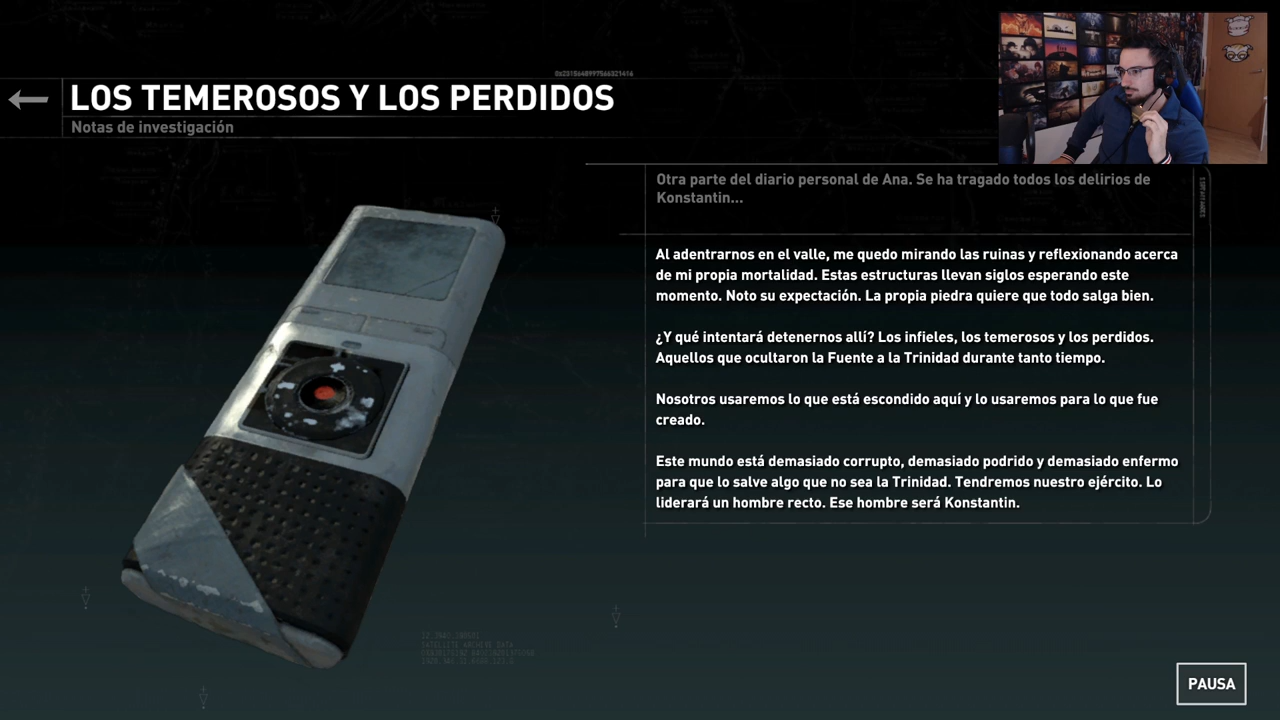 LOS TEMEROSOS Y LOS PERDIDOS
Notas de investigación
Otra parte del diario personal de Ana. Se ha tragado todos los delirios de
Konstantin...
Al adentrarnos en el valle, me quedo mirando las ruinas y reflexionando acerca
de mi propia mortalidad. Estas estructuras llevan siglos esperando este
momento. Noto su expectación. La propia piedra quiere que todo salga bien.
¿Y qué intentará detenernos allí? Los infieles, los temerosos y los perdidos.
Aquellos que ocultaron la Fuente a la Trinidad durante tanto tiempo.
Nosotros usaremos lo que está escondido aquí y lo usaremos para lo que fue
creado.
Este mundo está demasiado corrupto, demasiado podrido y demasiado enfermo
para que lo salve algo que no sea la Trinidad. Tendremos nuestro ejército. Lo
liderará un hombre recto. Ese hombre será Konstantin.
PAUSA